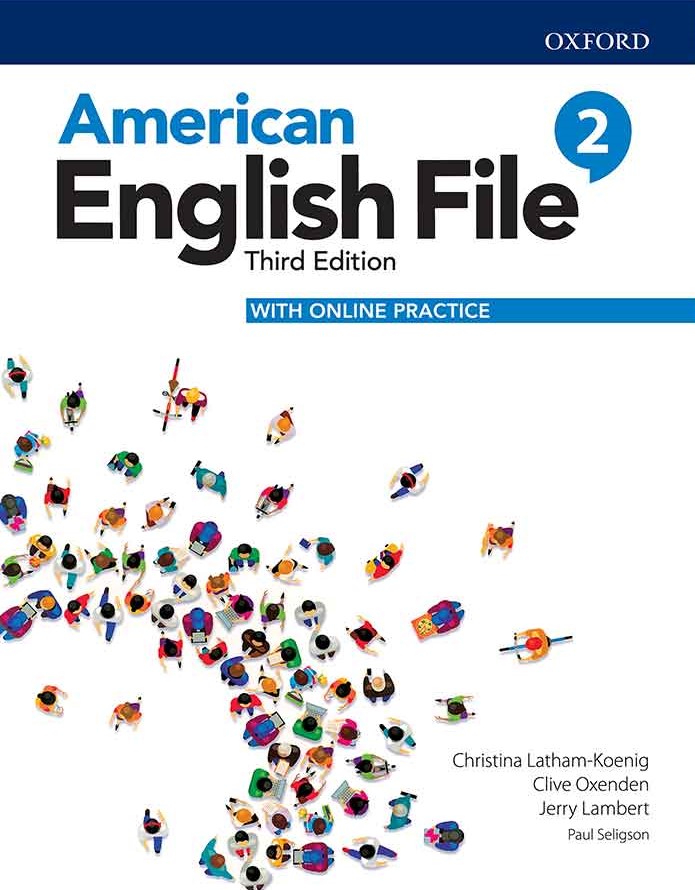 OXFORD
American
2
English File
Third Edition
WITH ONLINE PRACTICE
Christina Latham-Koenig
Clive Oxenden
Jerry Lambert
Paul Seligson